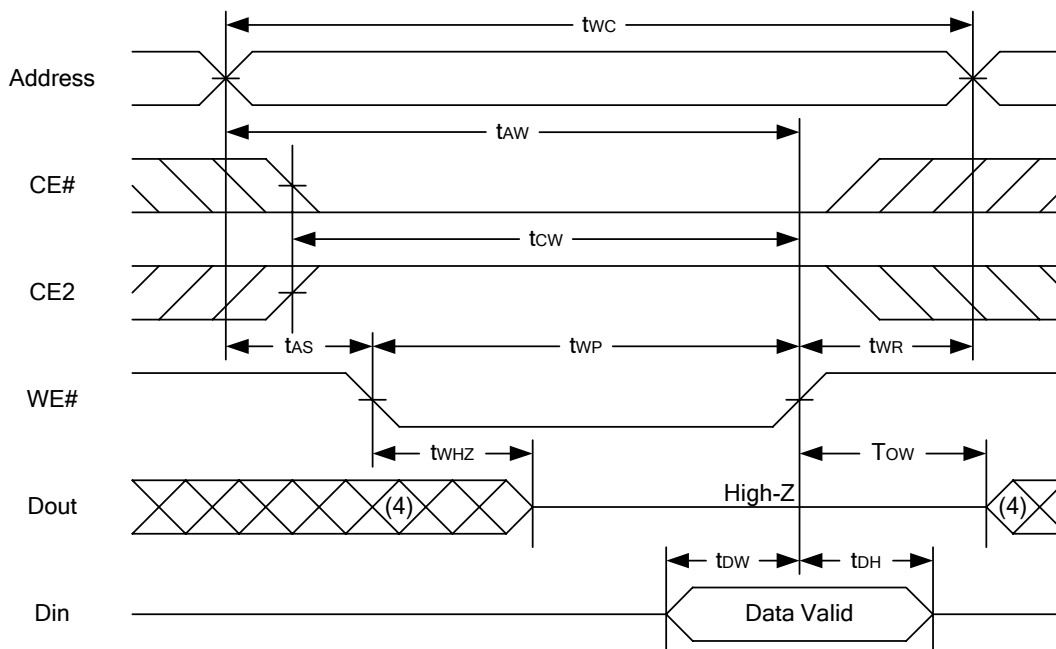 tWC
Address
tAW
CE#
tCW
CE2
tAS tWP tWR
WE#
tWHZ TOW
Dout (4) High-Z (4)
tDW tDH
Din Data Valid